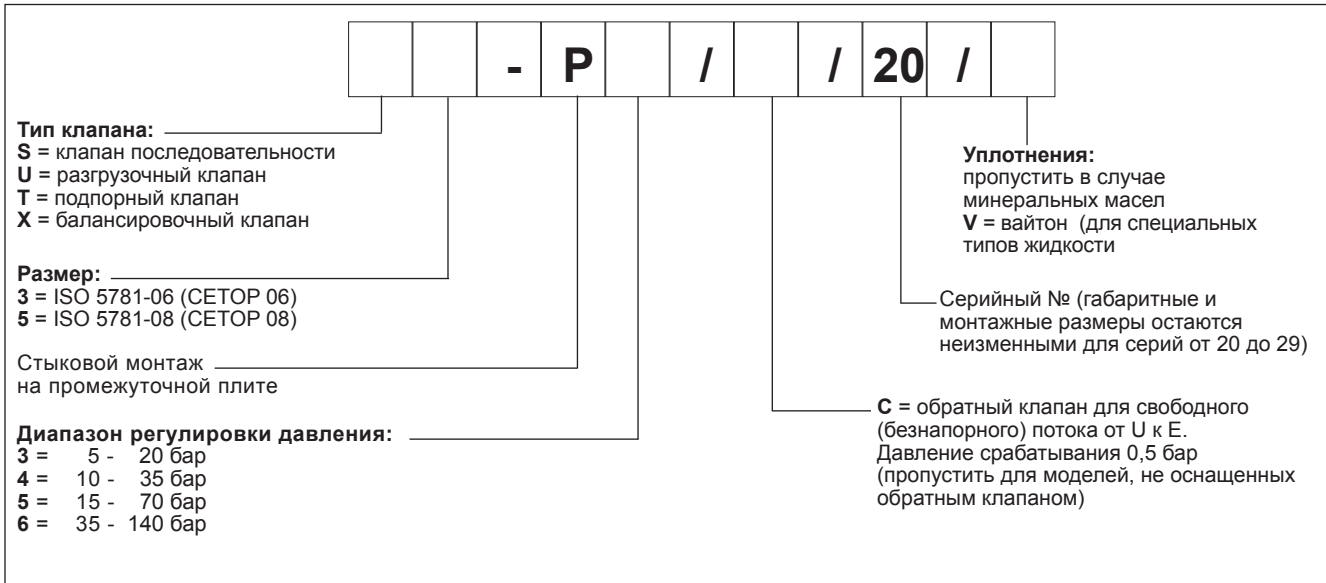 - P / / 20 /
Тип клапана:
S = клапан последовательности
U = разгрузочный клапан
T = подпорный клапан
X = балансировочный клапан
Размер:
3 = ISO 5781-06 (CETOP 06)
5 = ISO 5781-08 (CETOP 08)
Стыковой монтаж
на промежуточной плите
Диапазон регулировки давления:
3 = 5 - 20 бар
4 = 10 - 35 бар
5 = 15 - 70 бар
6 = 35 - 140 бар
Уплотнения:
пропустить в случае
минеральных масел
V = вайтон (для специальных
типов жидкости
Серийный № (габаритные и
монтажные размеры остаются
неизменными для серий от 20 до 29)
C = обратный клапан для свободного
(безнапорного) потока от U к E.
Давление срабатывания 0,5 бар
(пропустить для моделей, не оснащенных
обратным клапаном)